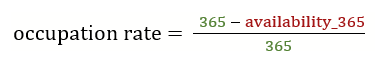 occupation rate = 365 − availability_365
365